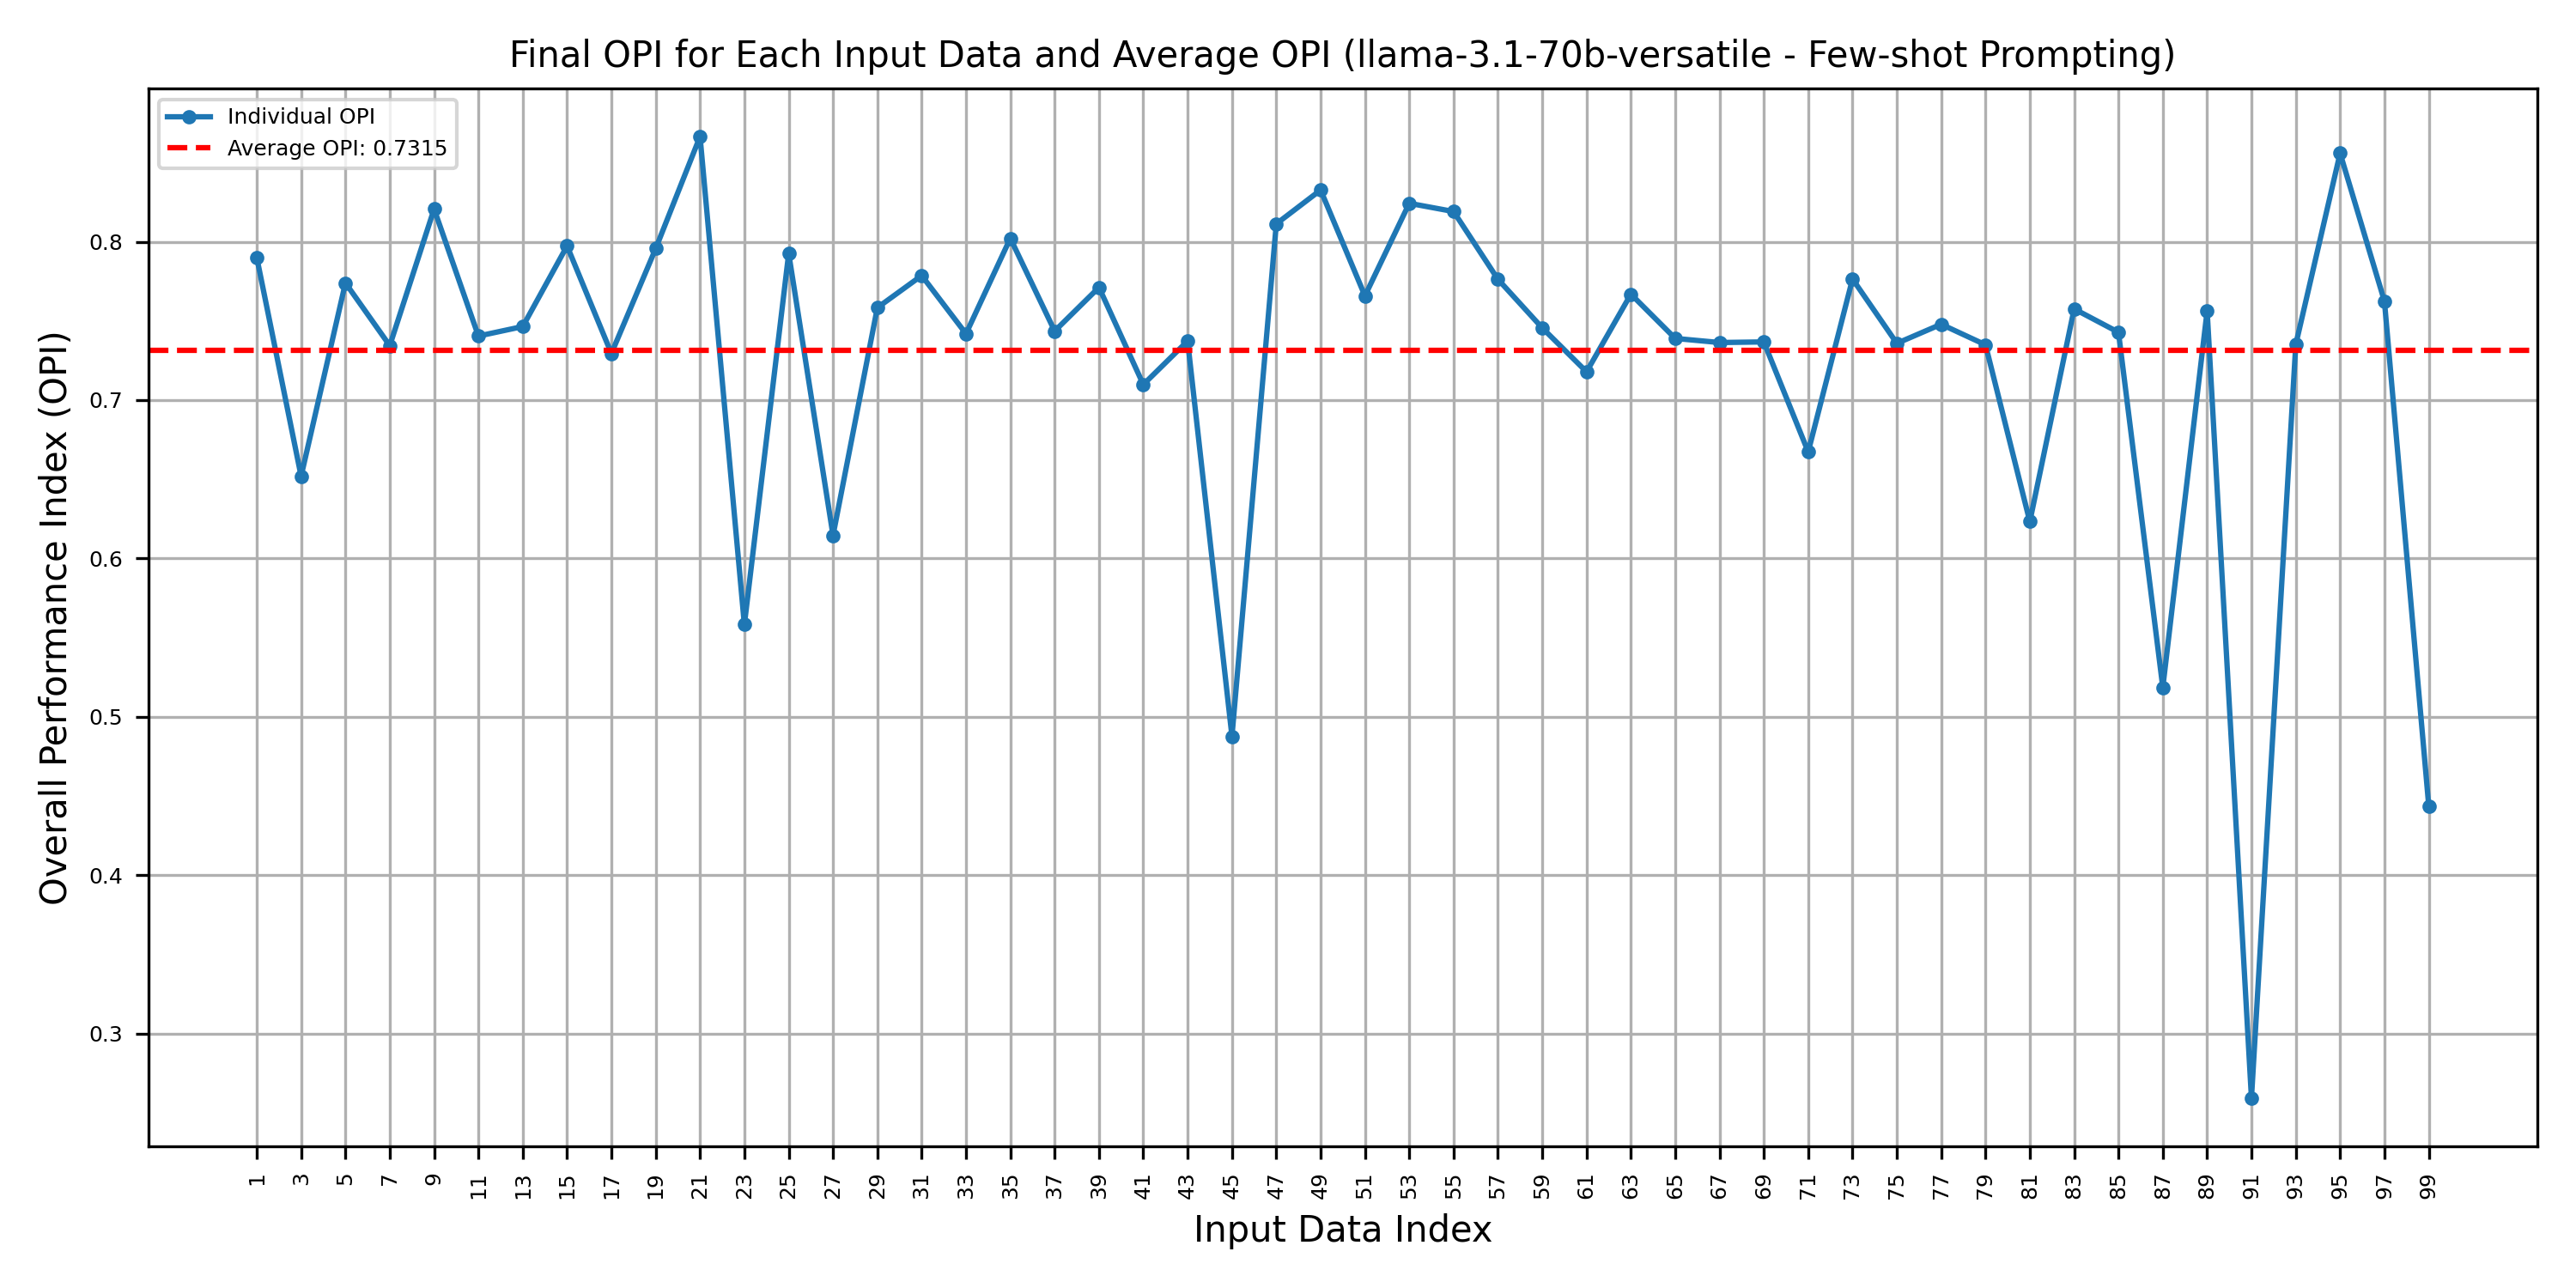 Final OPI for Each Input Data and Average OPI (llama-3.1-70b-versatile - Few-shot Prompting)
Individual OPI
Average OPI: 0.7315
Overall Performance Index (OPI)
0.8
0.7
0.6
0.5
0.4
0.3
1 3 5 7 9 11 13 15 17 19 21 23 25 27 29 31 33 35 37 39 41 43 45 47 49 51 53 55 57 59 61 63 65 67 69 71 73 75 77 79 81 83 85 87 89 91 93 95 97 99
Input Data Index